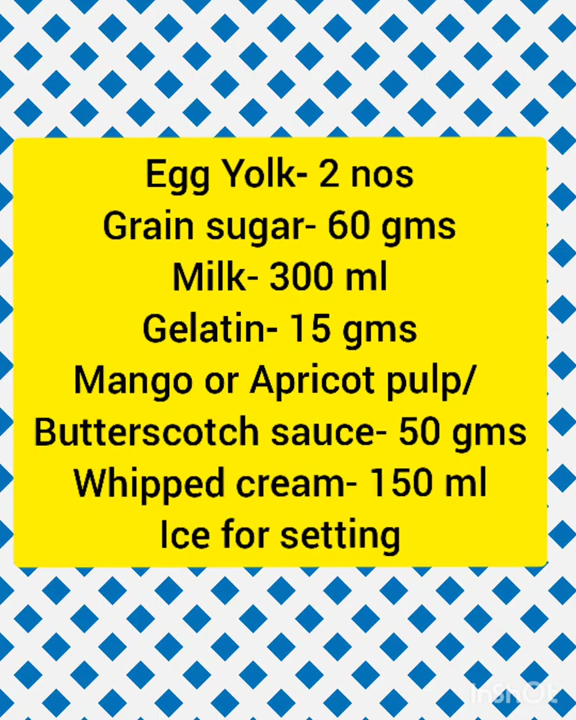 Egg Yolk- 2 nos
Grain sugar- 60 gms
Milk- 300 ml
Gelatin- 15 gms
Mango or Apricot pulp/
Butterscotch sauce- 50 gms
Whipped cream- 150 ml
Ice for setting
InShOt